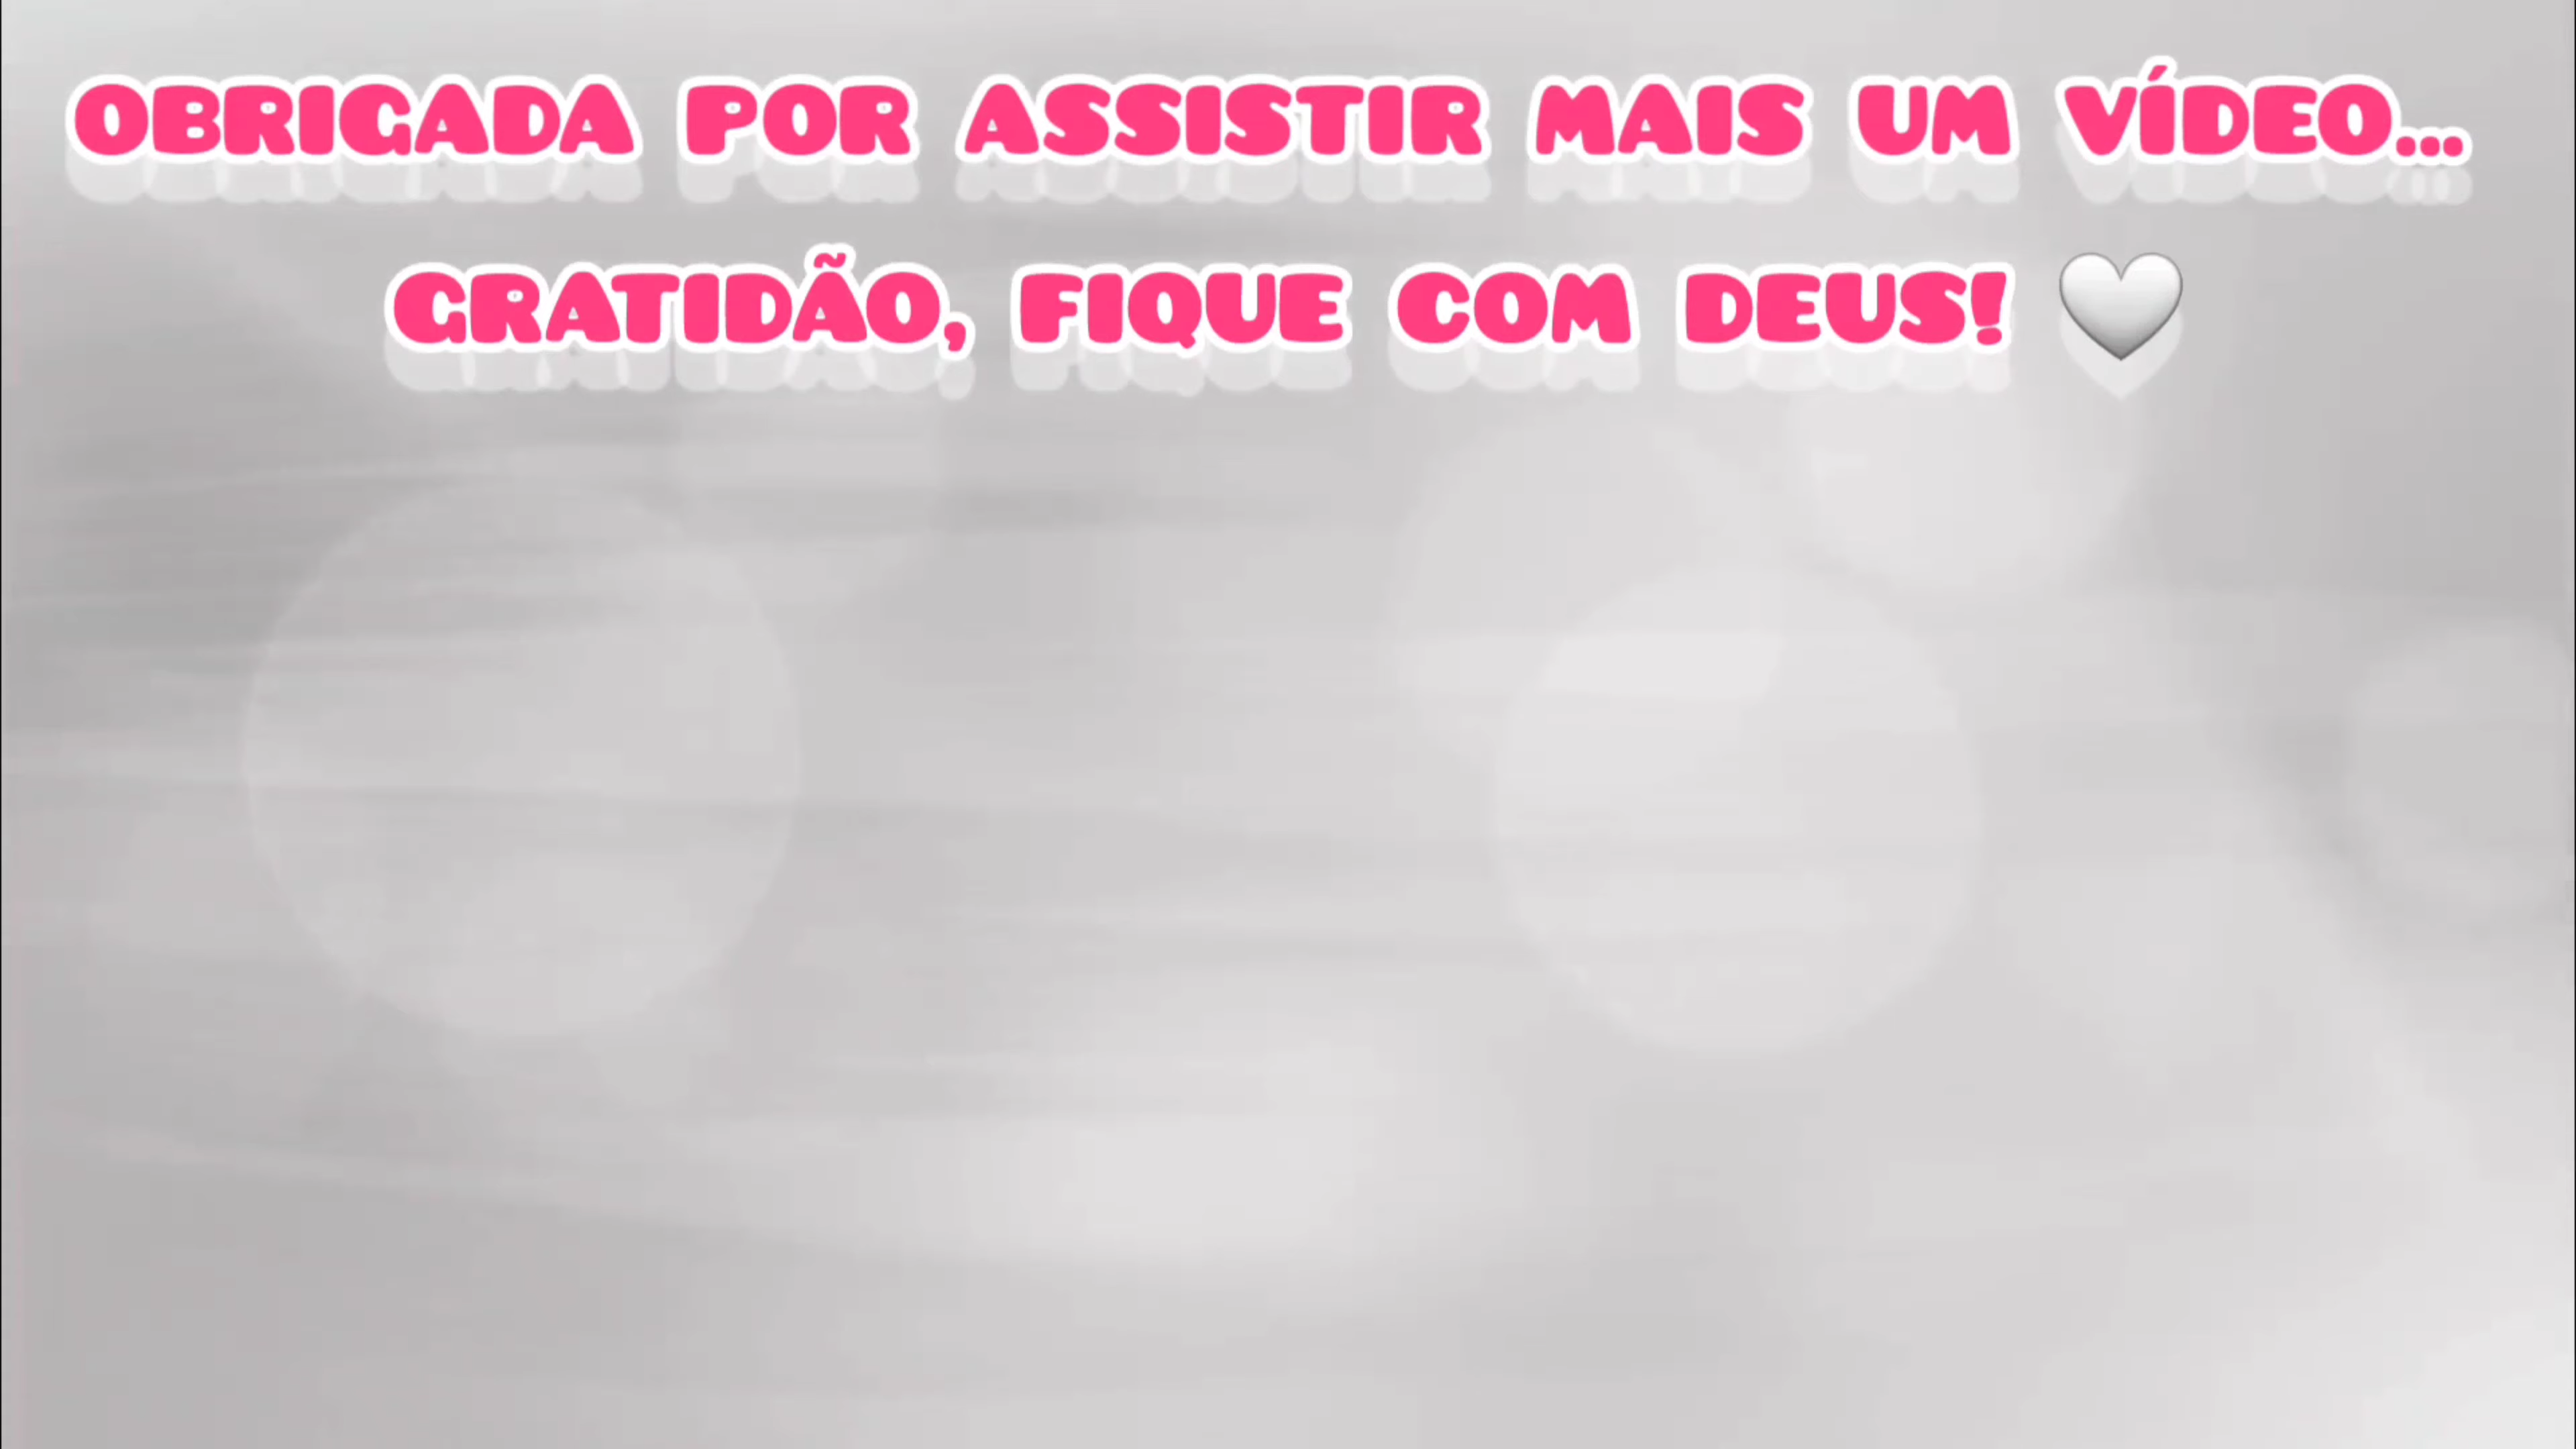 OBRIGADA POR ASSISTIR MAIS UM VÍDEO...
GRATIDÃO, FIQUE COM DEUS! 🤍